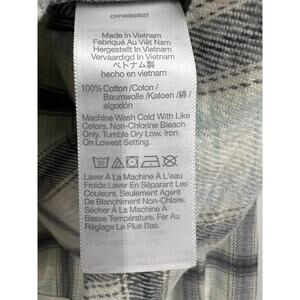 Made In Vietnam
Fabriqué Au Viêt Nam
Hergestellt In Vietnam
Vervaardigd In Vietnam
ベトナム製
hecho en vietnam
100% Cotton / Coton /
Baumwolle / Katoen / 綿 /
algodón
Machine Wash Cold With Like
Colors. Non-Chlorine Bleach
Only. Tumble Dry Low. Iron
On Lowest Setting.
Laver À La Machine À L'eau
Froide.Laver En Séparant Les
Couleurs. Seulement Agent
De Blanchiment Non-Chloric.
Sécher À La Machine À
Basse Température. Fer Au
Réglage Le Plus Bas.